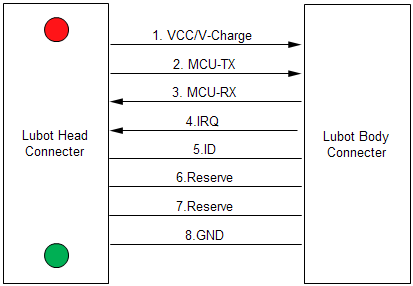 1. VCC/V-Charge
2. MCU-TX
3. MCU-RX
4.IRQ
Lubot Head
Connecter
Lubot Body
Connecter
5.ID
6.Reserve
7.Reserve
8.GND